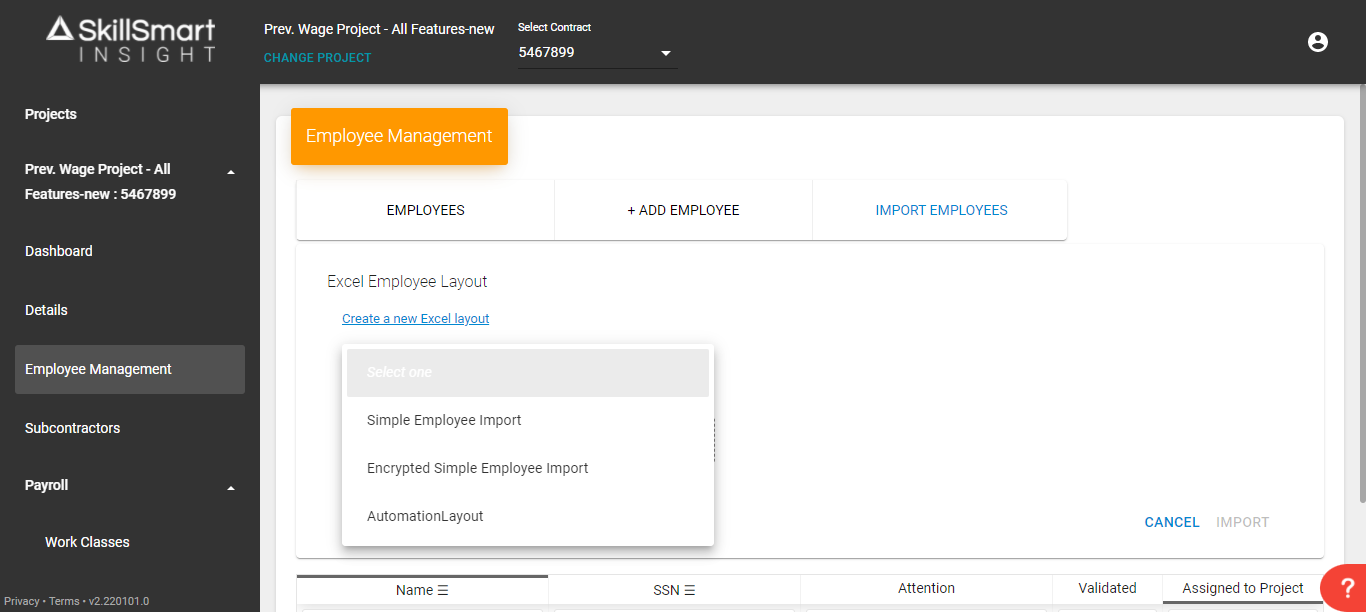 SkillSmart
INSIGHT
Prev. Wage Project - All Features-new
CHANGE PROJECT
Select Contract
5467899
Projects
Prev. Wage Project - All
Features-new : 5467899
Dashboard
Details
Employee Management
Subcontractors
Payroll
Work Classes
Privacy • Terms • v2.220101.0
Employee Management
EMPLOYEES
+ ADD EMPLOYEE
IMPORT EMPLOYEES
Excel Employee Layout
Create a new Excel layout
Select one
Simple Employee Import
Encrypted Simple Employee Import
AutomationLayout
CANCEL
IMPORT
Name
SSN
Attention
Validated
Assigned to Project
?